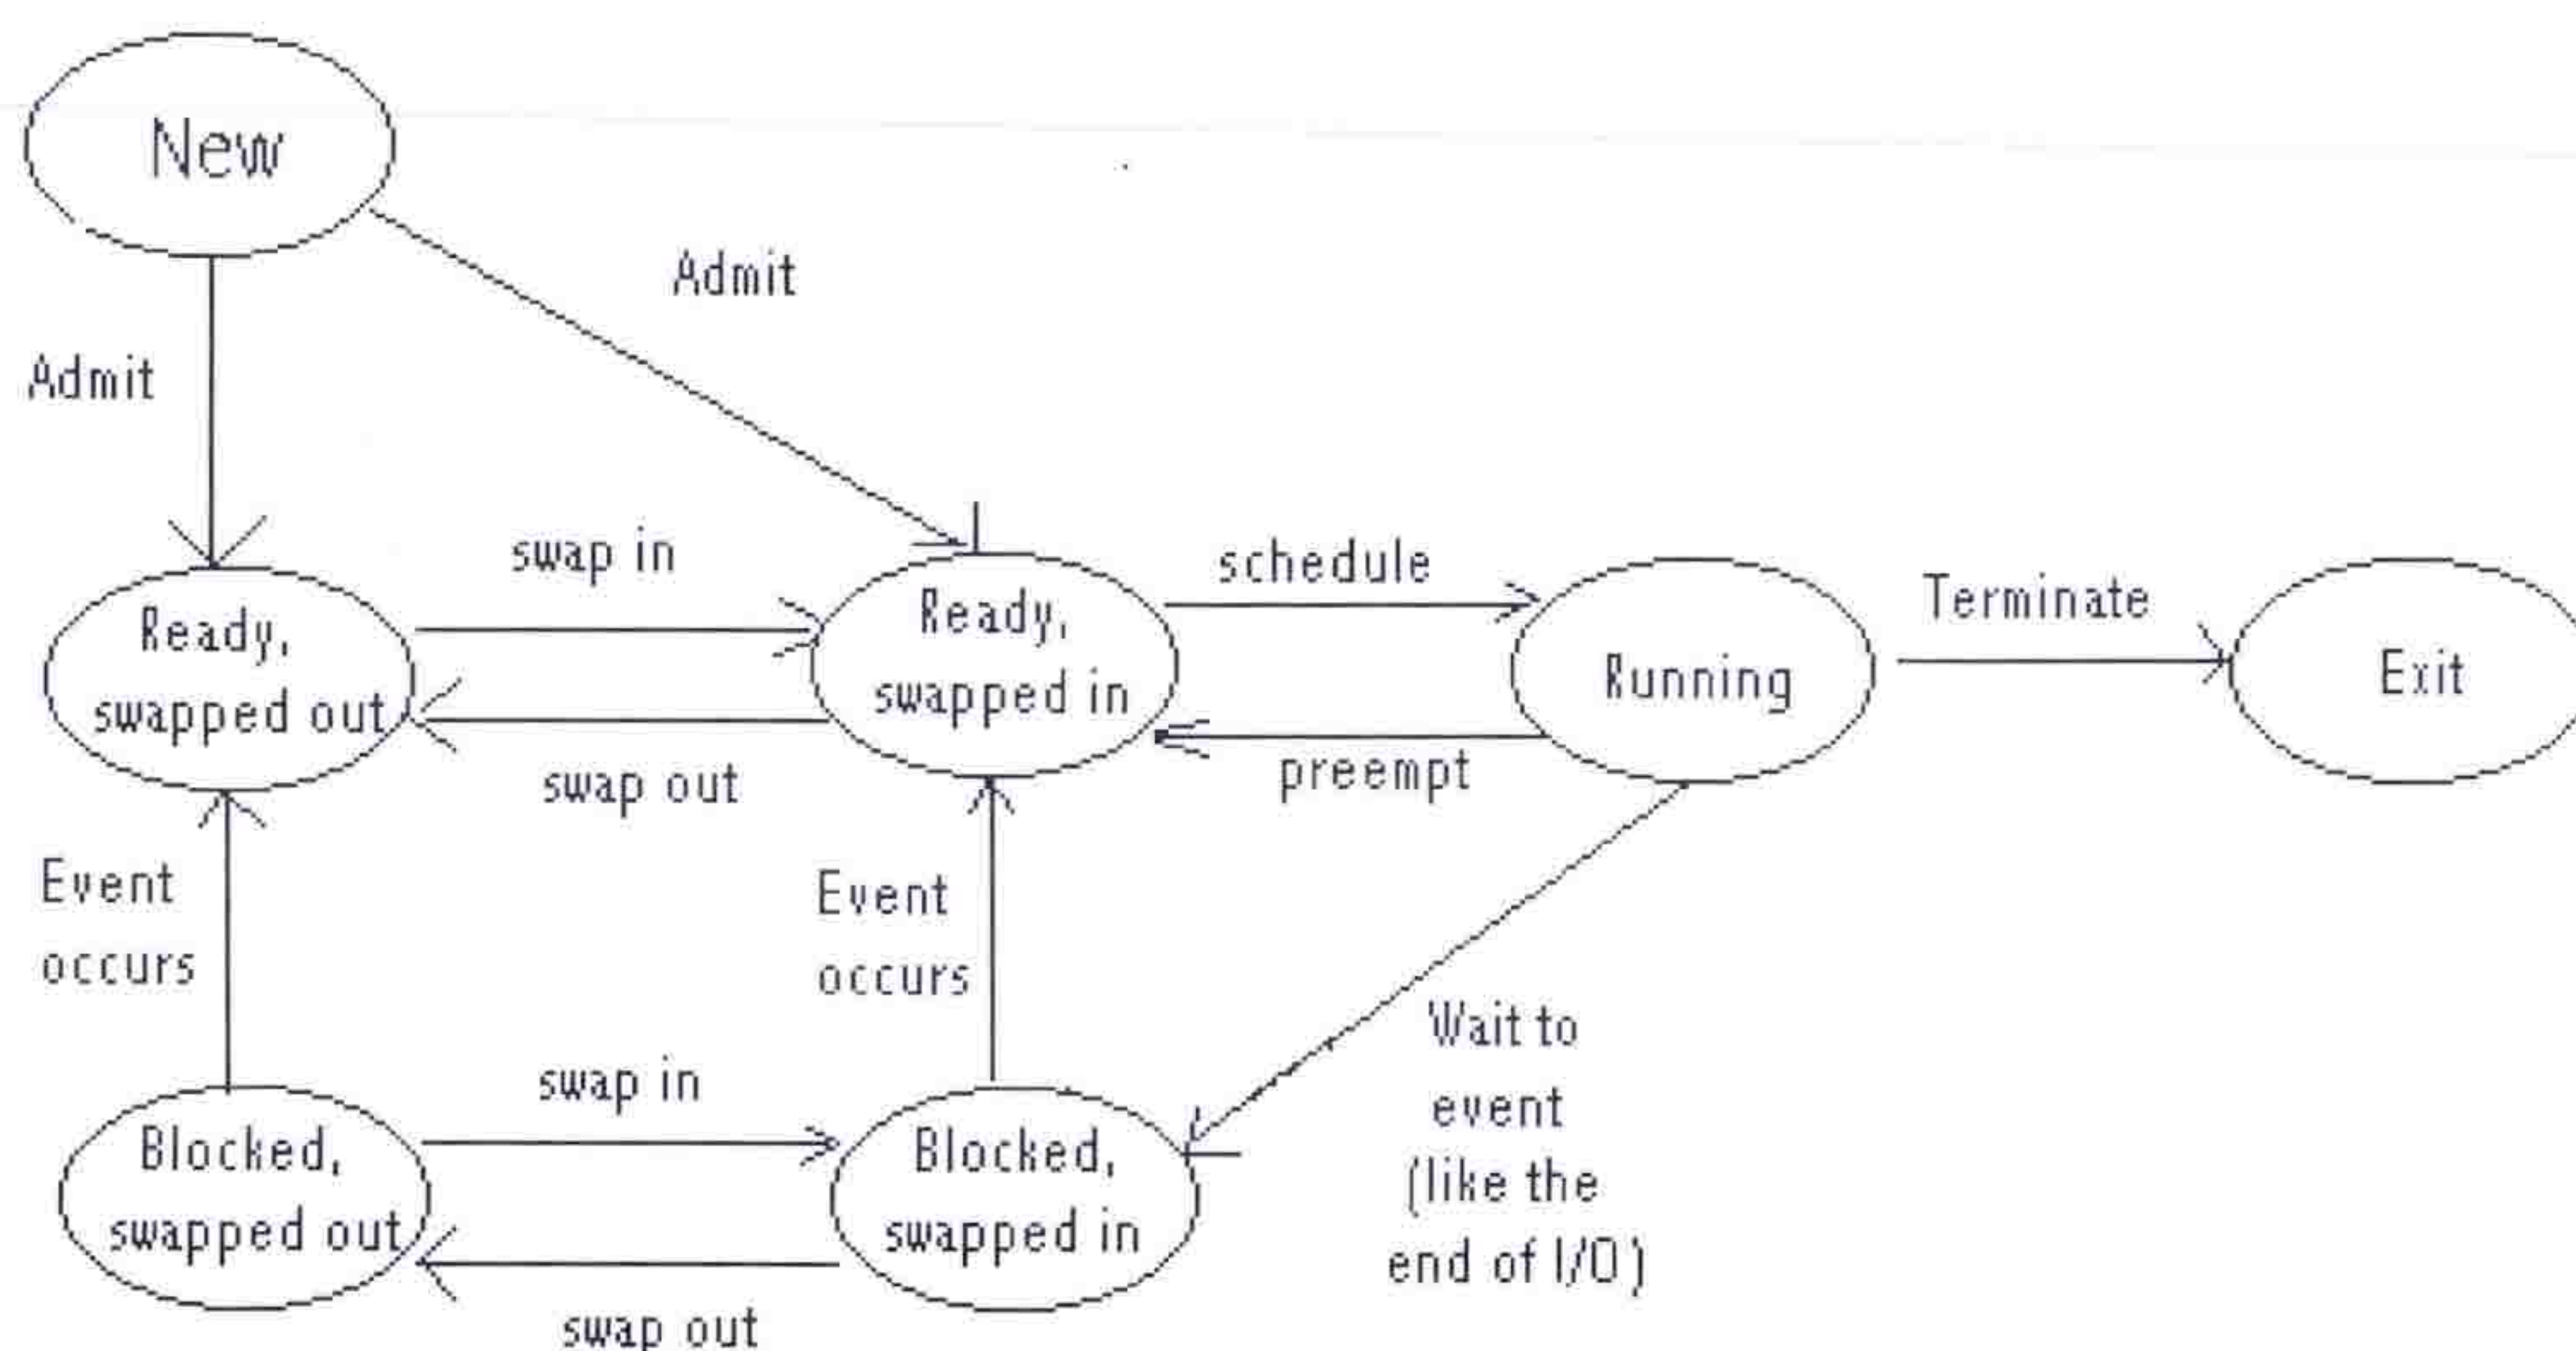 New
Admit
Admit
swap in
schedule
Terminate
Ready,
swapped out
Ready,
swapped in
Running
Exit
swap out
preempt
Event
occurs
Event
occurs
Wait to
event
(like the
end of I/O)
swap in
Blocked,
swapped out
Blocked,
swapped in
swap out